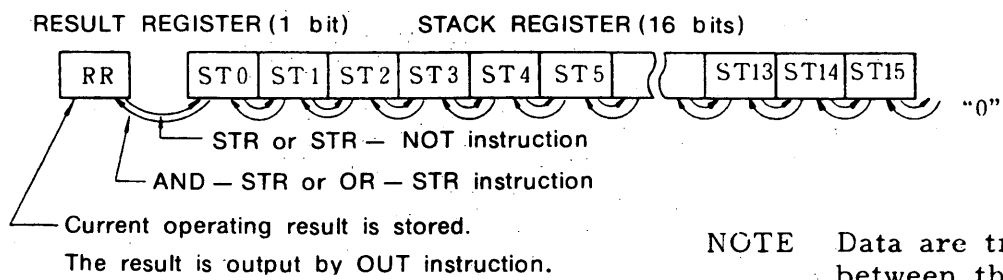 RESULT REGISTER (1 bit) STACK REGISTER (16 bits)
RR ST0 ST1 ST2 ST3 ST4 ST5 ST13 ST14 ST15
"0"
STR or STR – NOT instruction
AND – STR or OR – STR instruction
Current operating result is stored.
The result is output by OUT instruction.
NOTE Data are
between